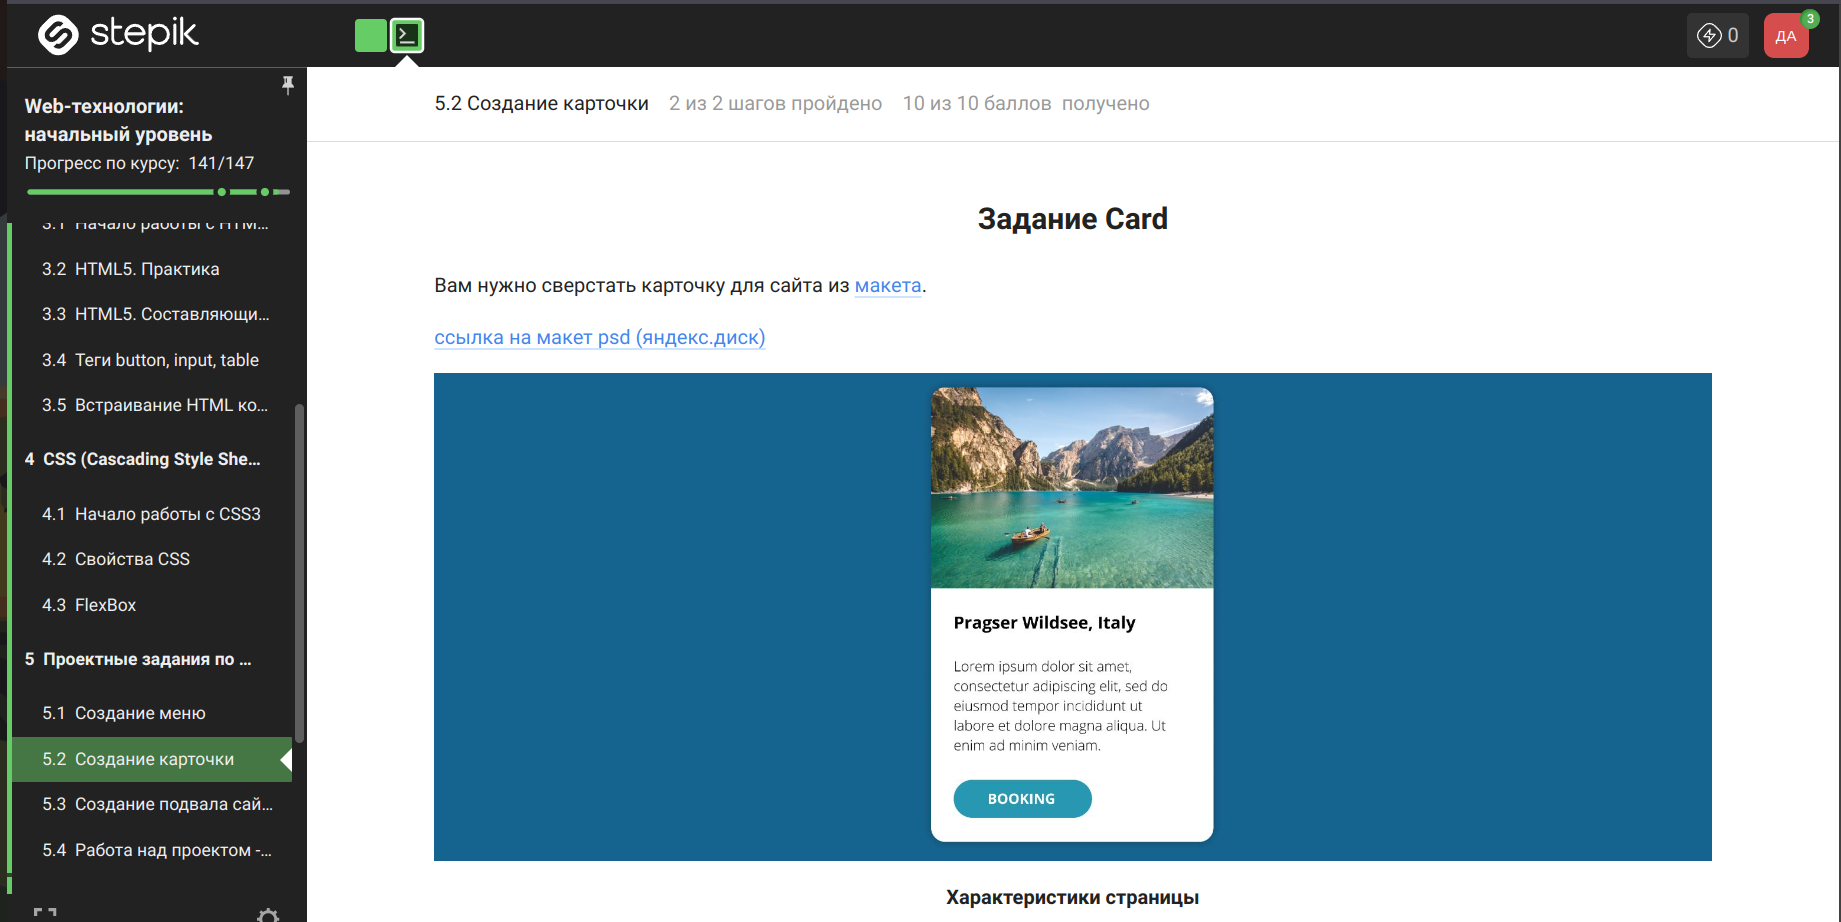 stepik
0
ДА
3
Web-технологии:
начальный уровень
Прогресс по курсу: 141/147
3.1 Начало работы с HTM...
3.2 HTML5. Практика
3.3 HTML5. Составляющи...
3.4 Теги button, input, table
3.5 Встраивание HTML ко...
4 CSS (Cascading Style She...
4.1 Начало работы с CSS3
4.2 Свойства CSS
4.3 FlexBox
5 Проектные задания по ...
5.1 Создание меню
5.2 Создание карточки
5.3 Создание подвала сай...
5.4 Работа над проектом -...
5.2 Создание карточки 2 из 2 шагов пройдено 10 из 10 баллов получено
Задание Card
Вам нужно сверстать карточку для сайта из макета.
ссылка на макет psd (яндекс.диск)
Pragser Wildsee, Italy
Lorem ipsum dolor sit amet,
consectetur adipiscing elit, sed do
eiusmod tempor incididunt ut
labore et dolore magna aliqua. Ut
enim ad minim veniam.
BOOKING
Характеристики страницы